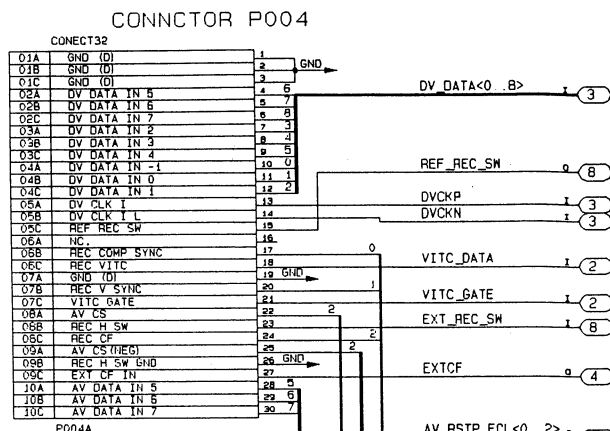 CONNCTOR P004
CONECT32
01A GND (D) 1
01B GND (D) 2 GND
01C GND (D) 3
02A DV DATA IN 5 4 6 DV_DATA<0..8> I 3
02B DV DATA IN 6 5 7
02C DV DATA IN 7 6 8
03A DV DATA IN 2 7 3
03B DV DATA IN 3 8 4
03C DV DATA IN 4 9 5
04A DV DATA IN -1 10 0 REF_REC_SW O 8
04B DV DATA IN 0 11 1
04C DV DATA IN 1 12 2
05A DV CLK I 13 DVCKP I 3
05B DV CLK I L 14 DVCKN I 3
05C REF REC SW 15
06A NC. 16
06B REC COMP SYNC 17 0
06C REC VITC 18 VITC_DATA I 2
07A GND (D) 19 GND
07B REC V SYNC 20 1
07C VITC GATE 21 VITC_GATE I 2
08A AV CS 22 2
08B REC H SW 23 EXT_REC_SW I 8
08C REC CF 24 2
09A AV CS(NEG) 25 2
09B REC H SW GND 26 GND
09C EXT CF IN 27 EXTCF O 4
10A AV DATA IN 5 28 5
10B AV DATA IN 6 29 6
10C AV DATA IN 7 30 7
P004A AV_RSTP_ECL<0..2>